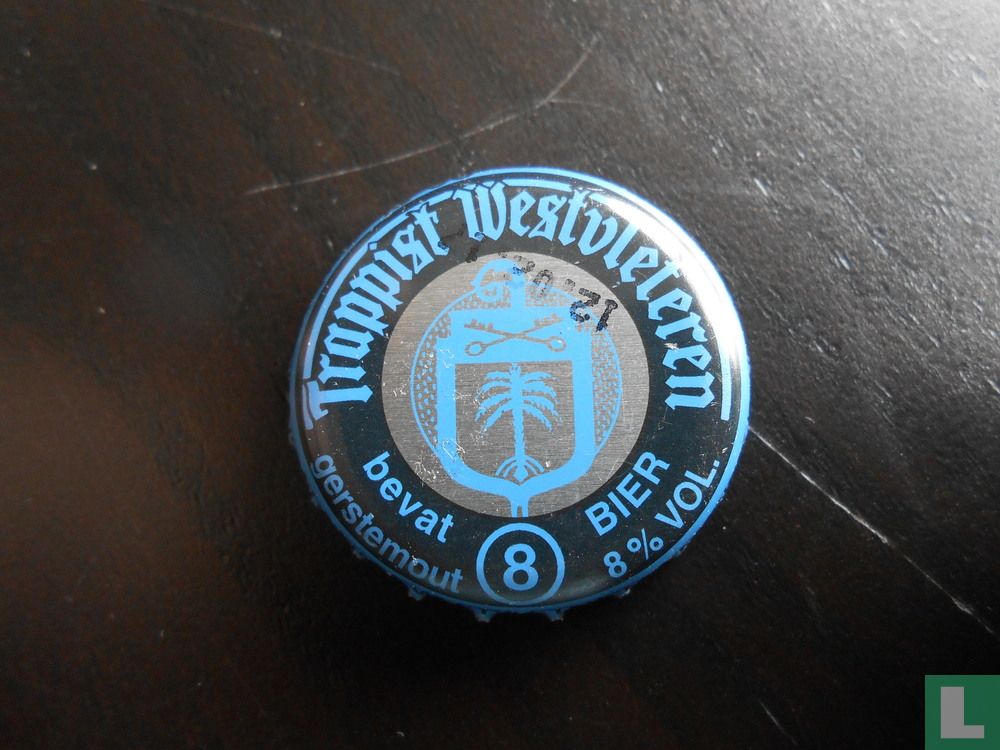 Trappist Westvleteren
bevat
gerstemout
8
BIER
8% VOL.
L